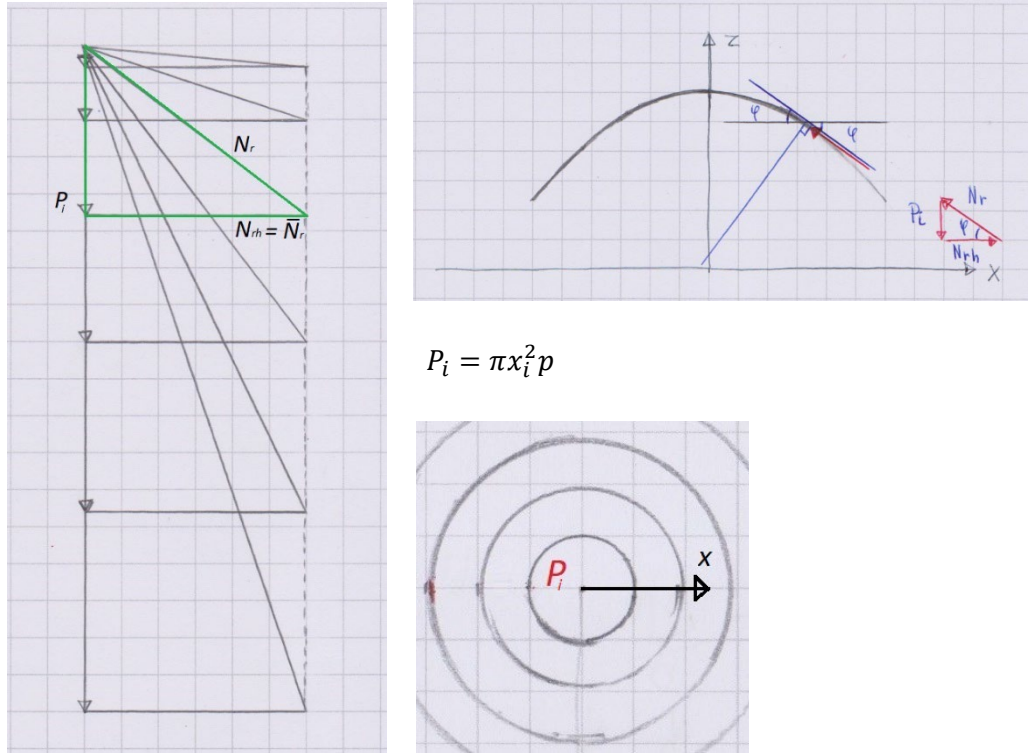 N_r
P_i
N_rh = N̄_r
z
φ
φ
N_r
P_i
φ
N_rh
X
P_i = πx_i^2 p
P_i
x